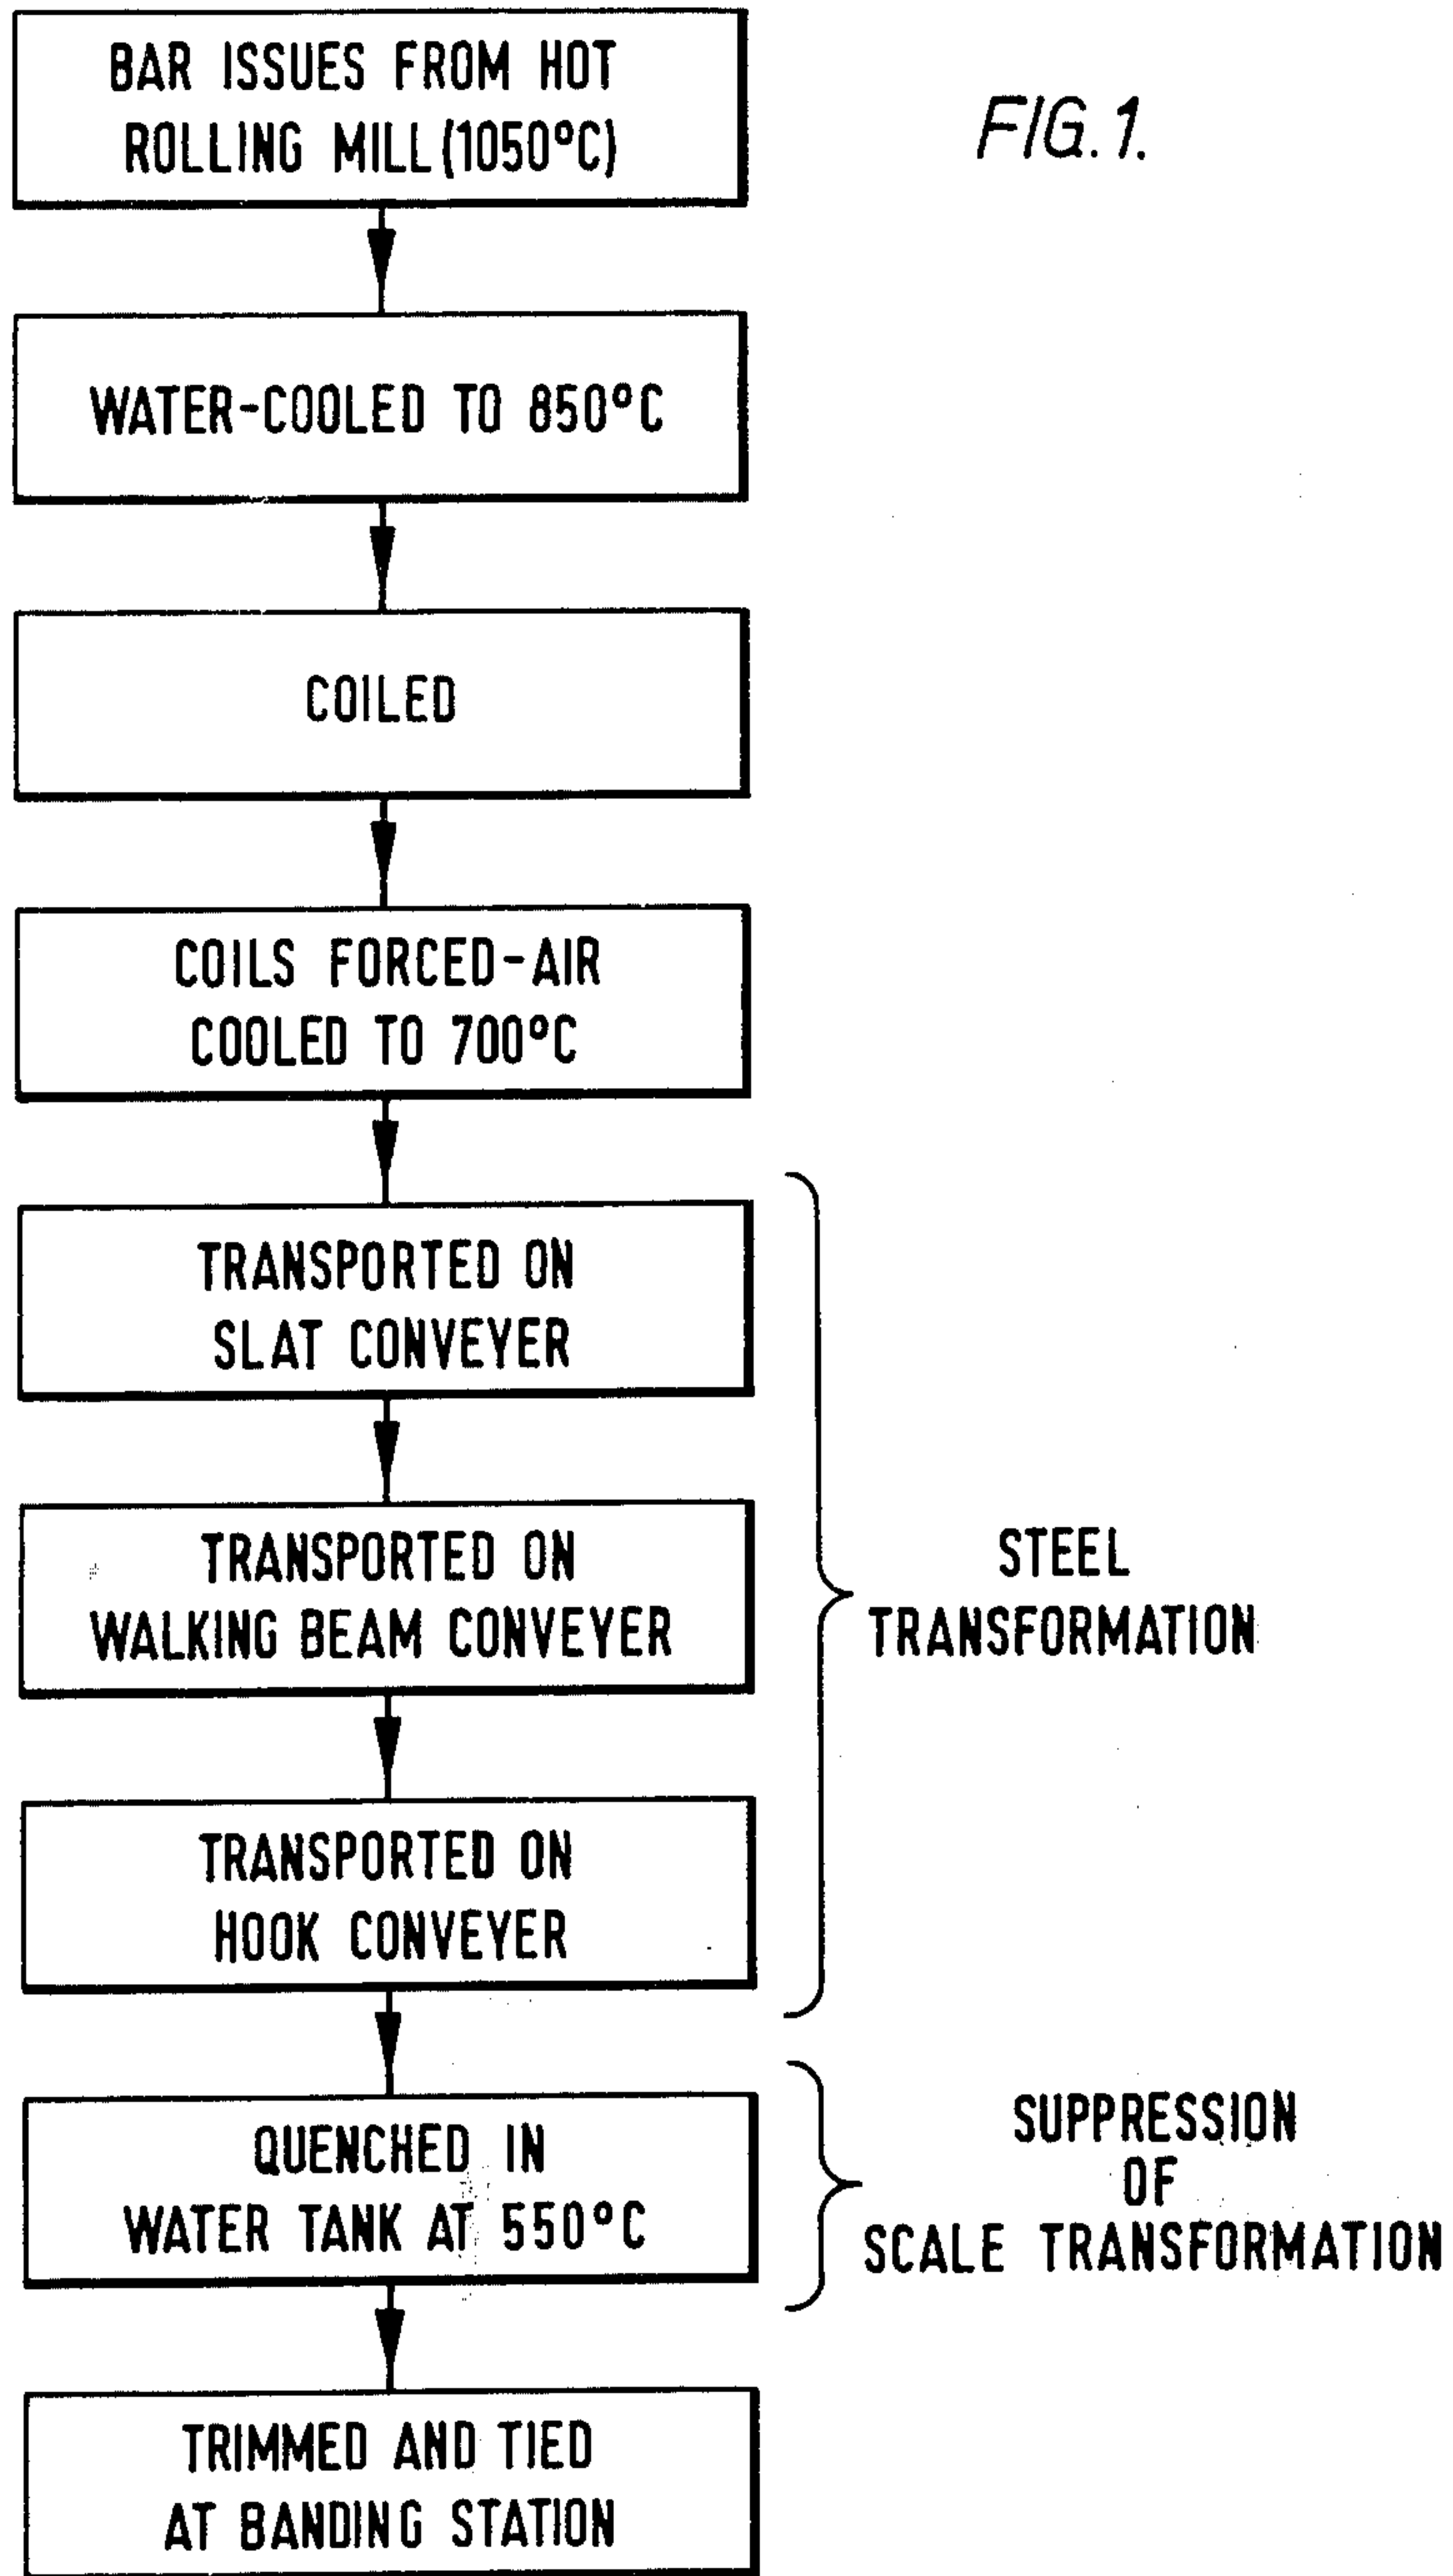 BAR ISSUES FROM HOT
ROLLING MILL (1050°C)
FIG. 1.
WATER-COOLED TO 850°C
COILED
COILS FORCED-AIR
COOLED TO 700°C
TRANSPORTED ON
SLAT CONVEYER
TRANSPORTED ON
WALKING BEAM CONVEYER
STEEL
TRANSFORMATION
TRANSPORTED ON
HOOK CONVEYER
QUENCHED IN
WATER TANK AT 550°C
SUPPRESSION
OF
SCALE TRANSFORMATION
TRIMMED AND TIED
AT BANDING STATION